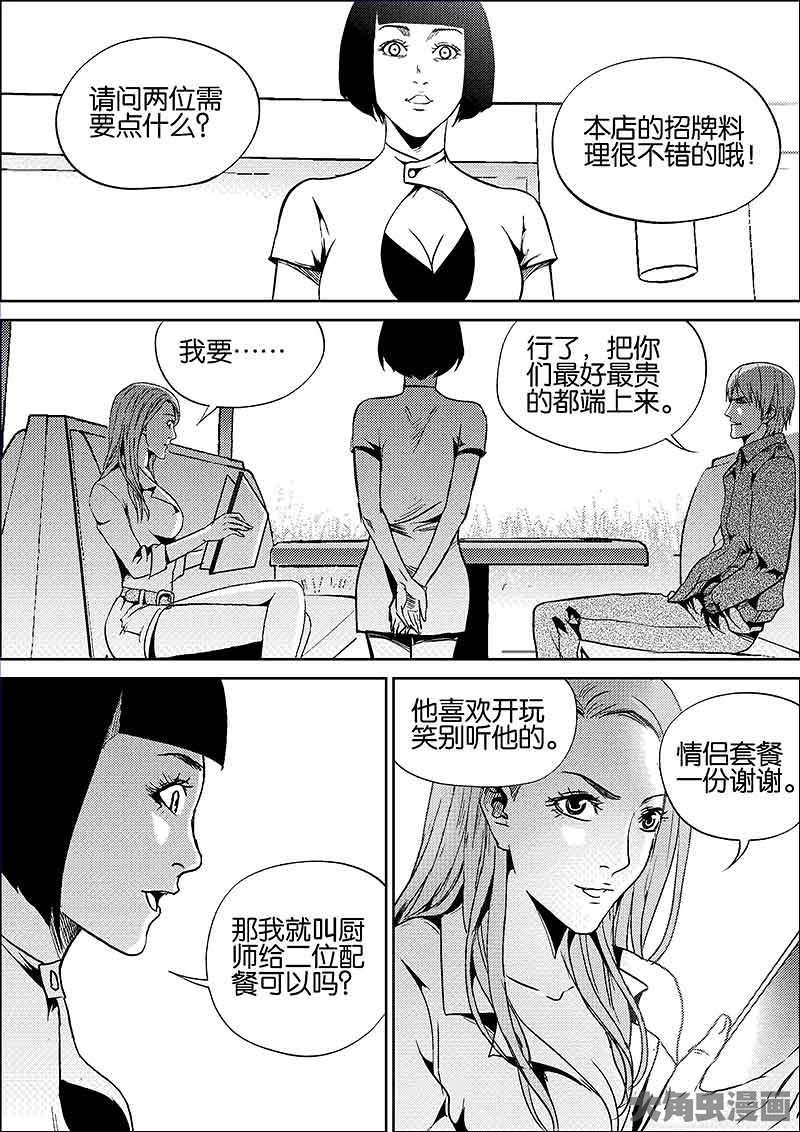 请问两位需
要点什么?
本店的招牌料
理很不错的哦!
我要……
行了，把你
们最好最贵
的都端上来。
那我就叫厨
师给二位配
餐可以吗?
他喜欢开玩
笑别听他的。
情侣套餐
一份谢谢。
大角虫漫画